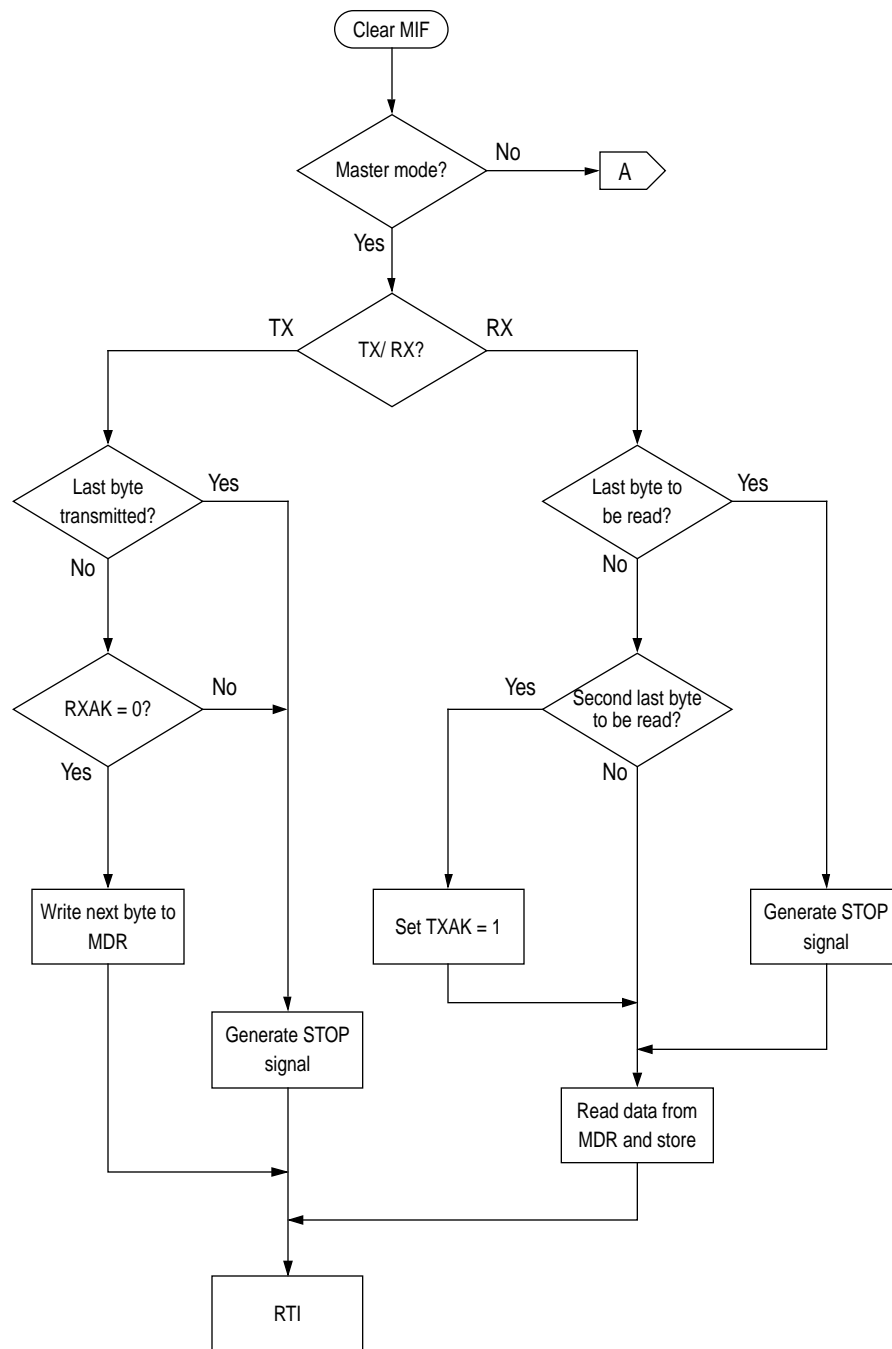 Clear MIF
Master mode?
No
A
Yes
TX
TX/ RX?
RX
Last byte
transmitted?
Yes
No
Last byte to
be read?
Yes
No
RXAK = 0?
No
Yes
Yes
Second last byte
to be read?
No
Write next byte to
MDR
Set TXAK = 1
Generate STOP
signal
Generate STOP
signal
Read data from
MDR and store
RTI